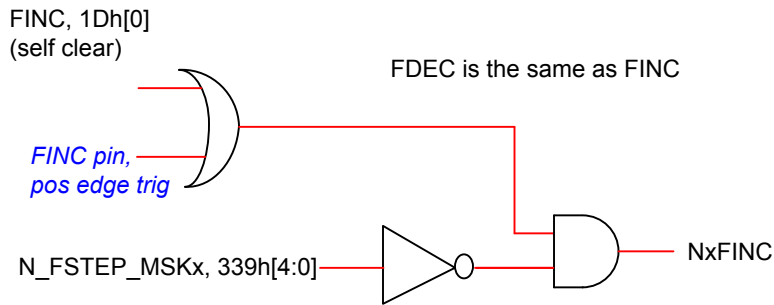 FINC, 1Dh[0]
(self clear)
FDEC is the same as FINC
FINC pin,
pos edge trig
N_FSTEP_MSKx, 339h[4:0]
NxFINC